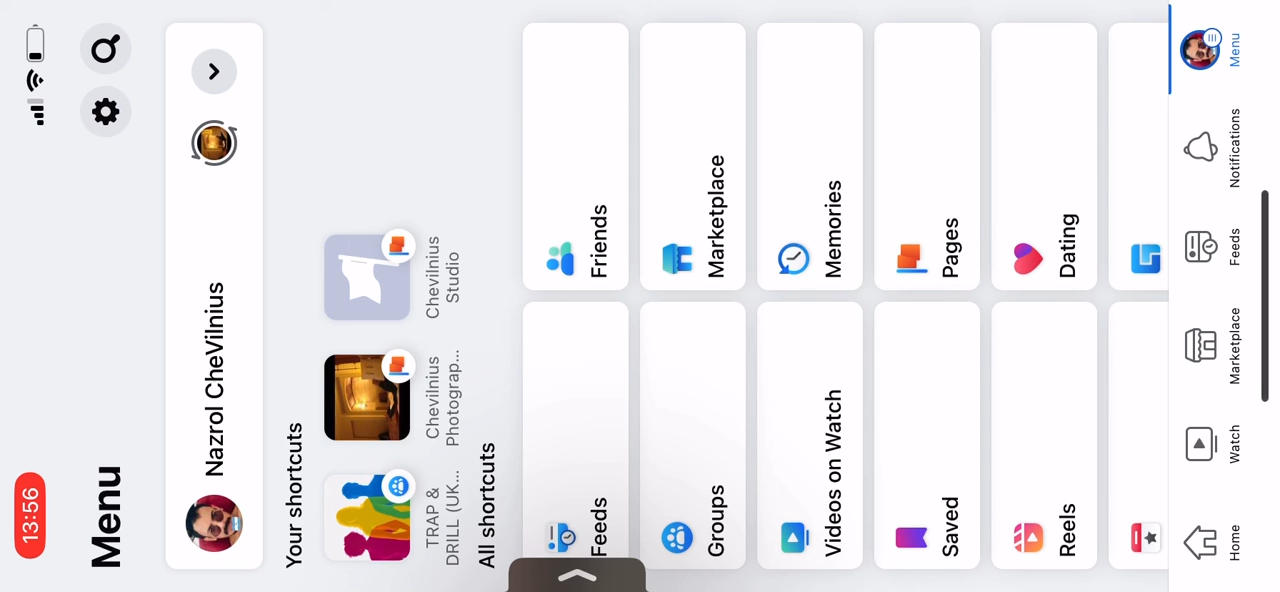 13:56
Menu
Nazrol CheVilnius
Your shortcuts
TRAP &
DRILL (UK...
Chevilnius
Photograp...
Chevilnius
Studio
All shortcuts
Feeds
Friends
Groups
Marketplace
Videos on Watch
Memories
Saved
Pages
Reels
Dating
Home
Watch
Marketplace
Feeds
Notifications
Menu